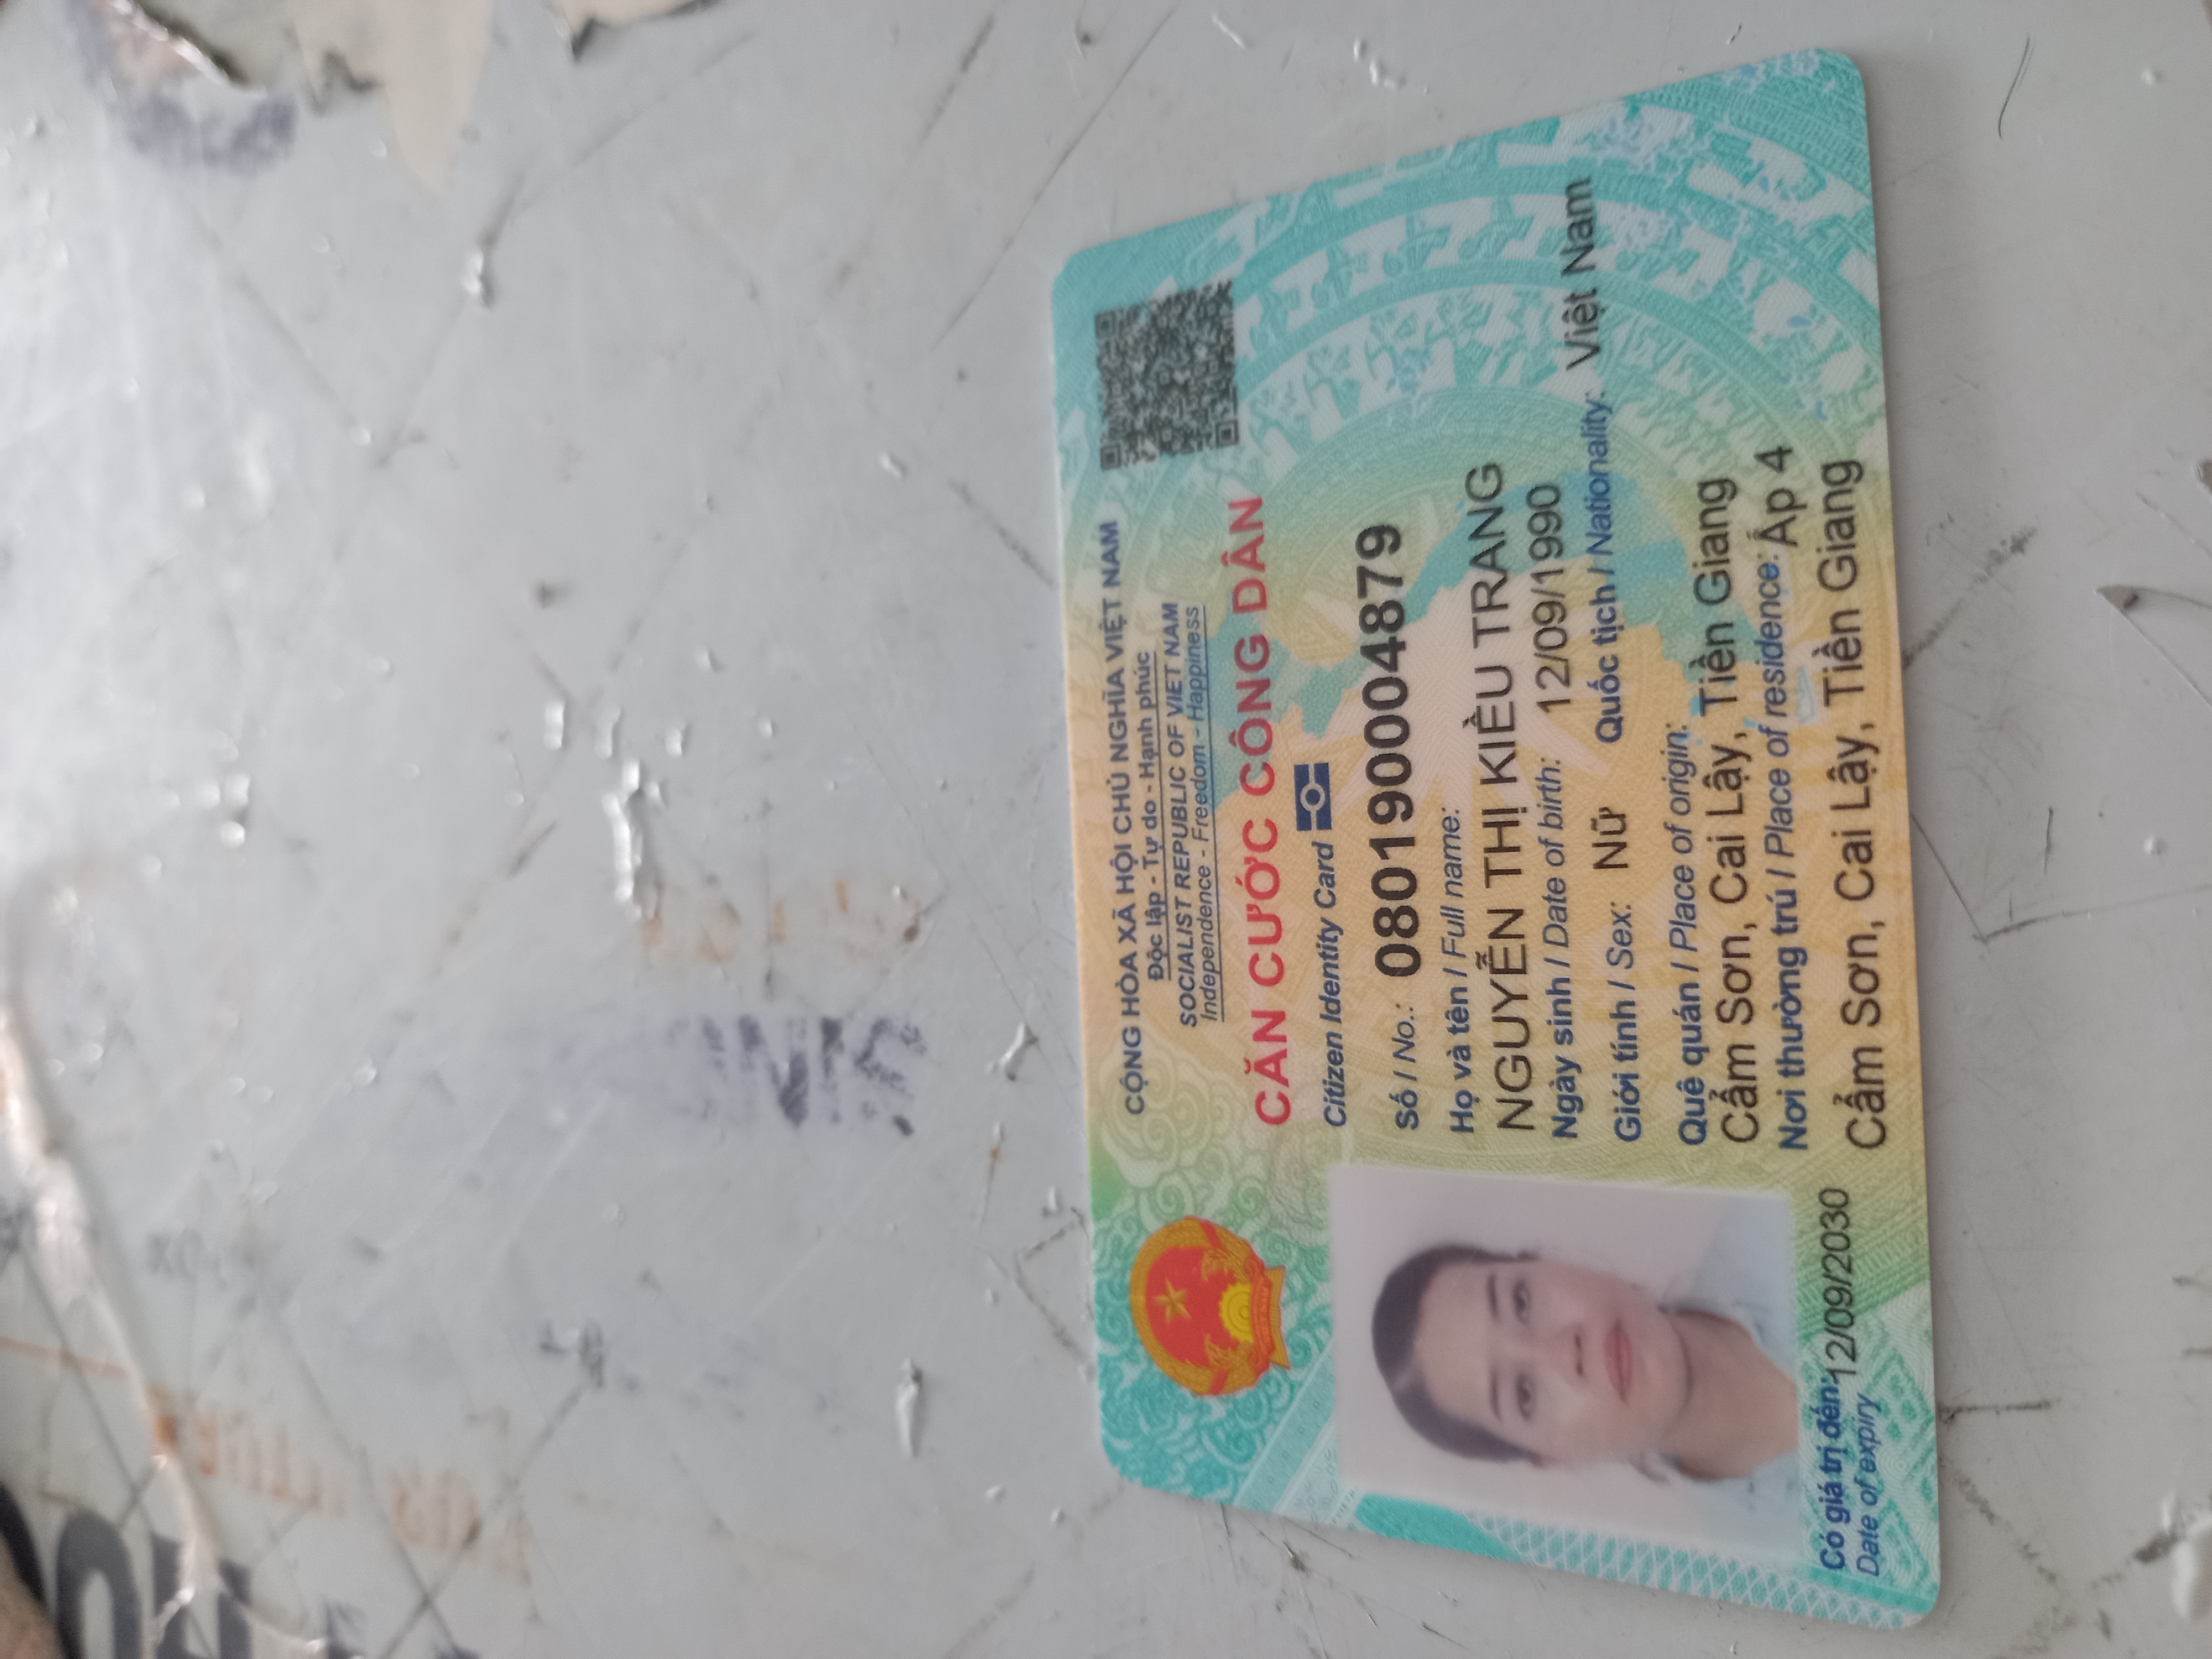 CỘNG HÒA XÃ HỘI CHỦ NGHĨA VIỆT NAM
Độc lập - Tự do - Hạnh phúc
SOCIALIST REPUBLIC OF VIET NAM
Independence - Freedom - Happiness
CĂN CƯỚC CÔNG DÂN
Citizen Identity Card
Số / No.: 080190004879
Họ và tên / Full name:
NGUYỄN THỊ KIỀU TRANG
Ngày sinh / Date of birth: 12/09/1990
Giới tính / Sex: Nữ Quốc tịch / Nationality: Việt Nam
Quê quán / Place of origin:
Cẩm Sơn, Cai Lậy, Tiền Giang
Nơi thường trú / Place of residence: Ấp 4
Cẩm Sơn, Cai Lậy, Tiền Giang
Có giá trị đến: 12/09/2030
Date of expiry
VIỆT NAM